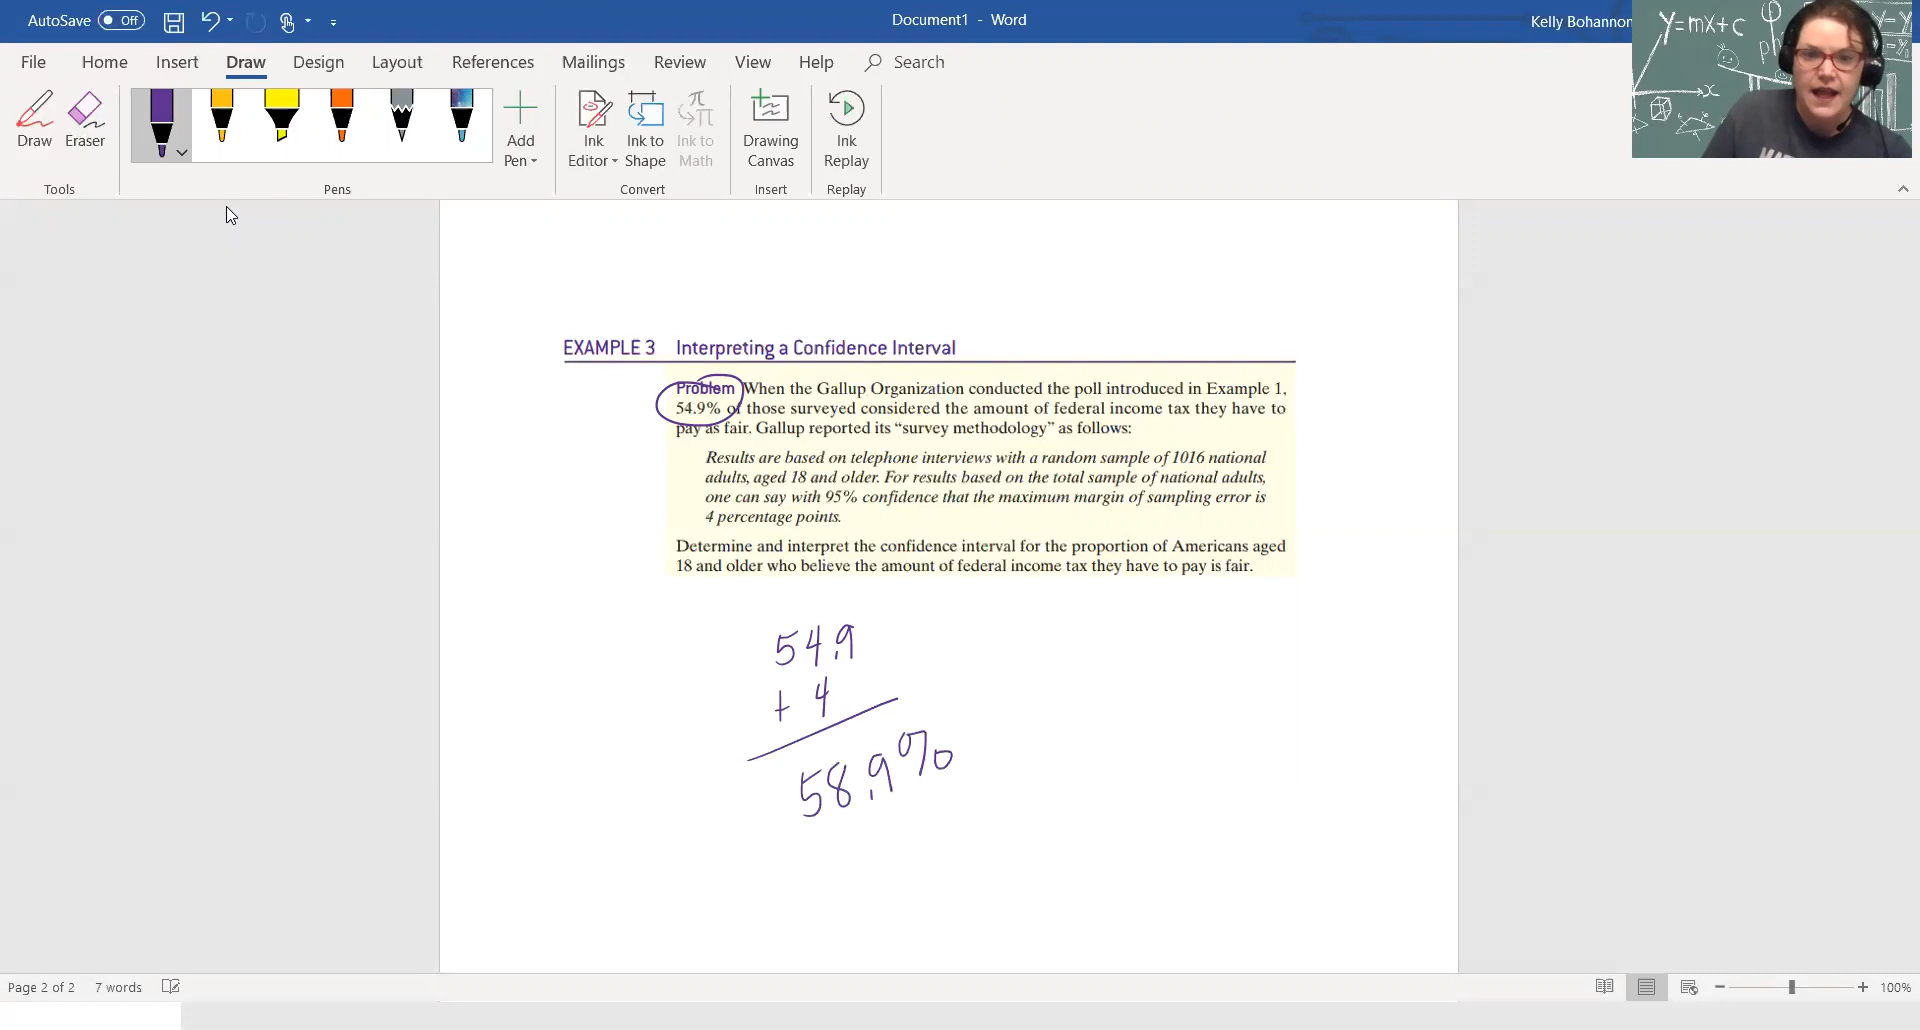 AutoSave Off
Document1 - Word
Kelly Bohannon
File Home Insert Draw Design Layout References Mailings Review View Help Search
Draw
Eraser
Add Pen
Ink Editor
Ink to Shape
Ink to Math
Drawing Canvas
Ink Replay
Tools
Pens
Convert
Insert
Replay
y=mx+c
x
EXAMPLE 3 Interpreting a Confidence Interval
Problem When the Gallup Organization conducted the poll introduced in Example 1,
54.9% of those surveyed considered the amount of federal income tax they have to
pay as fair. Gallup reported its “survey methodology” as follows:
Results are based on telephone interviews with a random sample of 1016 national
adults, aged 18 and older. For results based on the total sample of national adults,
one can say with 95% confidence that the maximum margin of sampling error is
4 percentage points.
Determine and interpret the confidence interval for the proportion of Americans aged
18 and older who believe the amount of federal income tax they have to pay is fair.
54.9
+ 4
58.9%
Page 2 of 2 7 words
100%